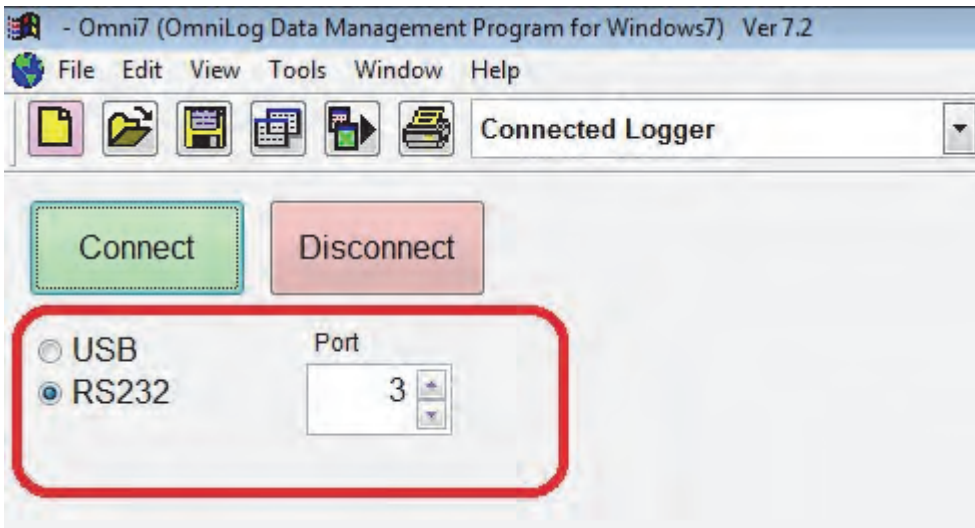 - Omni7 (OmniLog Data Management Program for Windows7) Ver 7.2
File Edit View Tools Window Help
Connected Logger
Connect Disconnect
USB Port
RS232 3